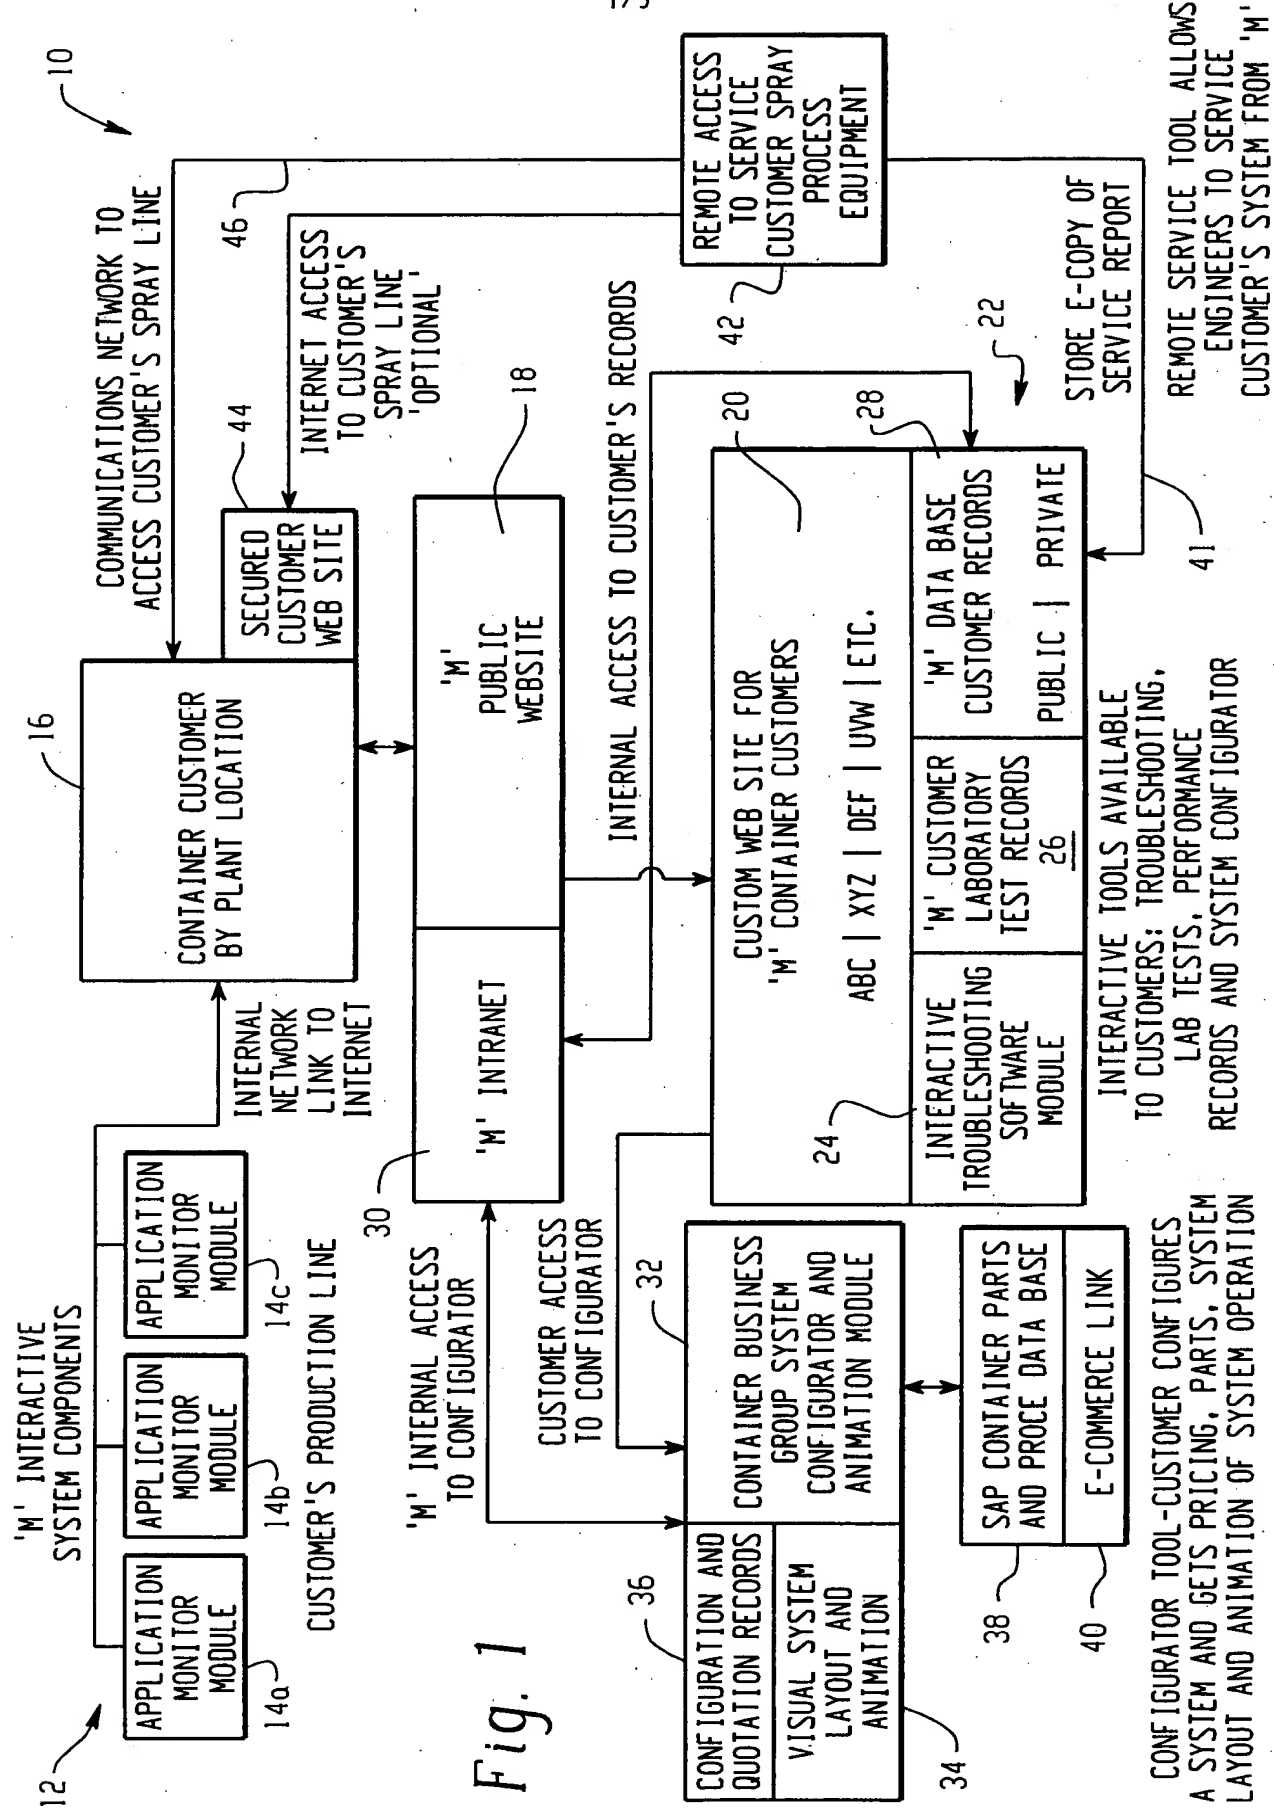 10
12
'M' INTERACTIVE
SYSTEM COMPONENTS
APPLICATION
MONITOR
MODULE
14a
APPLICATION
MONITOR
MODULE
14b
APPLICATION
MONITOR
MODULE
14c
CUSTOMER'S PRODUCTION LINE
INTERNAL
NETWORK
LINK TO
INTERNET
16
CONTAINER CUSTOMER
BY PLANT LOCATION
COMMUNICATIONS NETWORK TO
ACCESS CUSTOMER'S SPRAY LINE
44
SECURED
CUSTOMER
WEB SITE
46
INTERNET ACCESS
TO CUSTOMER'S
SPRAY LINE
'OPTIONAL'
30
'M' INTRANET
'M'
PUBLIC
WEBSITE
18
'M' INTERNAL ACCESS
TO CONFIGURATOR
CUSTOMER ACCESS
TO CONFIGURATOR
INTERNAL ACCESS TO CUSTOMER'S RECORDS
REMOTE ACCESS
TO SERVICE
CUSTOMER SPRAY
PROCESS
EQUIPMENT
42
20
CUSTOM WEB SITE FOR
'M' CONTAINER CUSTOMERS
ABC | XYZ | DEF | UVW | ETC.
22
24
INTERACTIVE
TROUBLESHOOTING
SOFTWARE
MODULE
'M' CUSTOMER
LABORATORY
TEST RECORDS
26
28
'M' DATA BASE
CUSTOMER RECORDS
PUBLIC | PRIVATE
STORE E-COPY OF
SERVICE REPORT
41
Fig. 1
36
CONFIGURATION AND
QUOTATION RECORDS
VISUAL SYSTEM
LAYOUT AND
ANIMATION
34
32
CONTAINER BUSINESS
GROUP SYSTEM
CONFIGURATOR AND
ANIMATION MODULE
38
SAP CONTAINER PARTS
AND PROCE DATA BASE
40
E-COMMERCE LINK
CONFIGURATOR TOOL-CUSTOMER CONFIGURES
A SYSTEM AND GETS PRICING, PARTS, SYSTEM
LAYOUT AND ANIMATION OF SYSTEM OPERATION
INTERACTIVE TOOLS AVAILABLE
TO CUSTOMERS: TROUBLESHOOTING,
LAB TESTS, PERFORMANCE
RECORDS AND SYSTEM CONFIGURATOR
REMOTE SERVICE TOOL ALLOWS
ENGINEERS TO SERVICE
CUSTOMER'S SYSTEM FROM 'M'